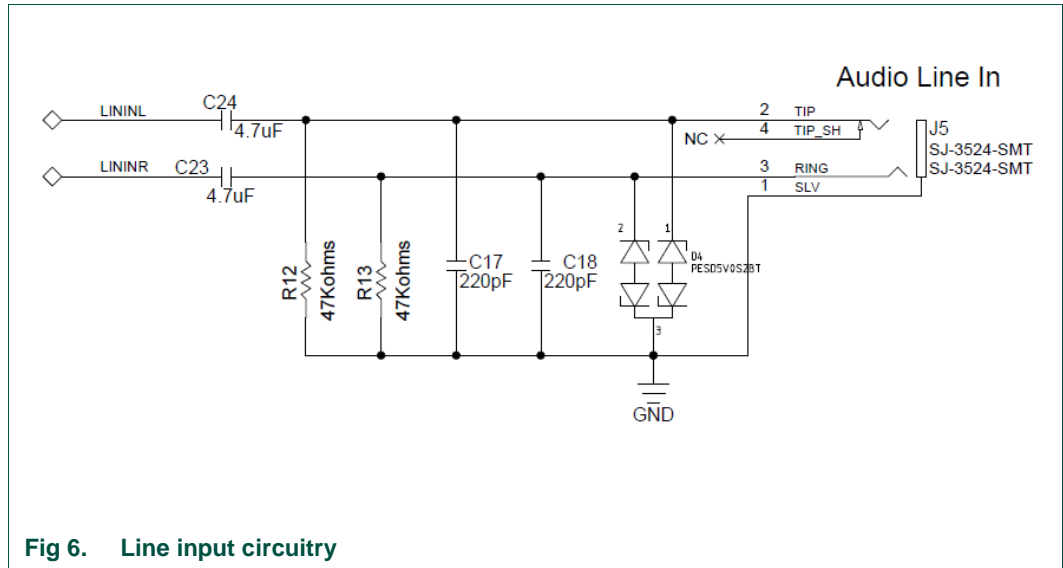 Audio Line In
LININL
C24
4.7uF
2 TIP
4 TIP_SH
NC
J5
SJ-3524-SMT
SJ-3524-SMT
LININR
C23
4.7uF
3 RING
1 SLV
R12
47Kohms
R13
47Kohms
C17
220pF
C18
220pF
2
1
D4
PESD5V0S2BT
3
GND
Fig 6. Line input circuitry